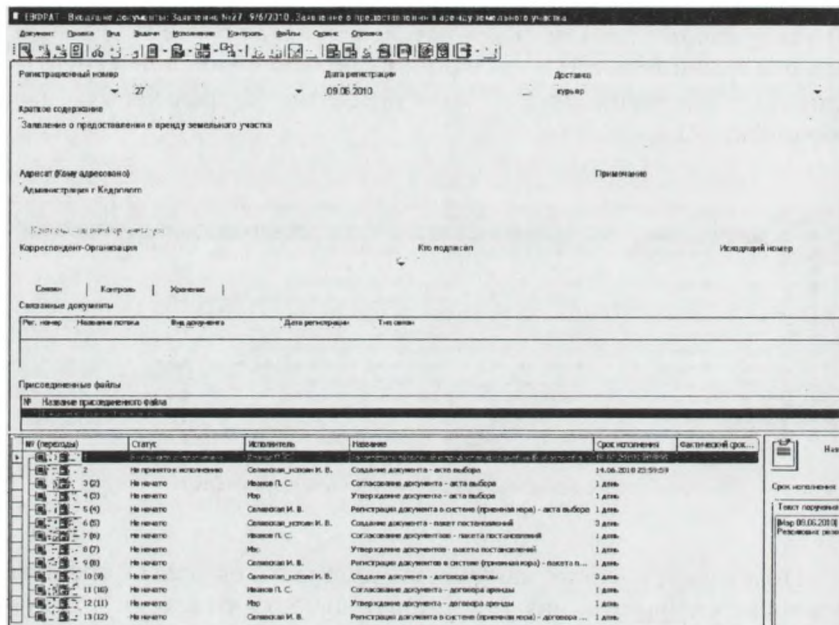 ЕВФРАТ - Входящие документы: Заявление №27 9/6/2010, Заявление о предоставлении в аренду земельного участка
Документ Правка Вид Задачи Исполнение Контроль Файлы Сервис Справка
Регистрационный номер Дата регистрации Доставка
27 09.06.2010 курьер
Краткое содержание
Заявление о предоставлении в аренду земельного участка
Адресат (Кому адресовано) Примечание
Администрация г
Корреспондент-Организация Кто подписал Исходящий номер
Связки Контроль Хранение
Связанные документы
Рег. номер Название потока Вид документа Дата регистрации Тип связи
Присоединенные файлы
№ Название присоединенного файла
№ (переходы) Статус Исполнитель Название Срок исполнения Фактический срок...
1
2 Не принято к исполнению И. В. Создание документа - акта выбора 14.06.2010 23:59:59
3 (2) Не начато Иванов П. С. Согласование документа - акта выбора 1 день
4 (3) Не начато Мэр Утверждение документа - акта выбора 1 день
5 (4) Не начато И. В. Регистрация документа в системе (приемная мэра) - акта выбора 1 день
6 (5) Не начато И. В. Создание документа - пакет постановлений 3 день
7 (6) Не начато Иванов П. С. Согласование документов - пакета постановлений 1 день
8 (7) Не начато Мэр Утверждение документов - пакета постановлений 1 день
9 (8) Не начато И. В. Регистрация документов в системе (приемная мэра) - пакета п... 1 день
10 (9) Не начато И. В. Создание документа - договора аренды день
11 (10) Не начато Иванов П. С. Согласование документа - договора аренды 1 день
12 (11) Не начато Мэр Утверждение документа - договора аренды 1 день
13 (12) Не начато И. В. Регистрация документа в системе (приемная мэра) - договора ... 1 день
Наи
Срок исполнения
Текст поручения
[Мэр 09.06.2010]